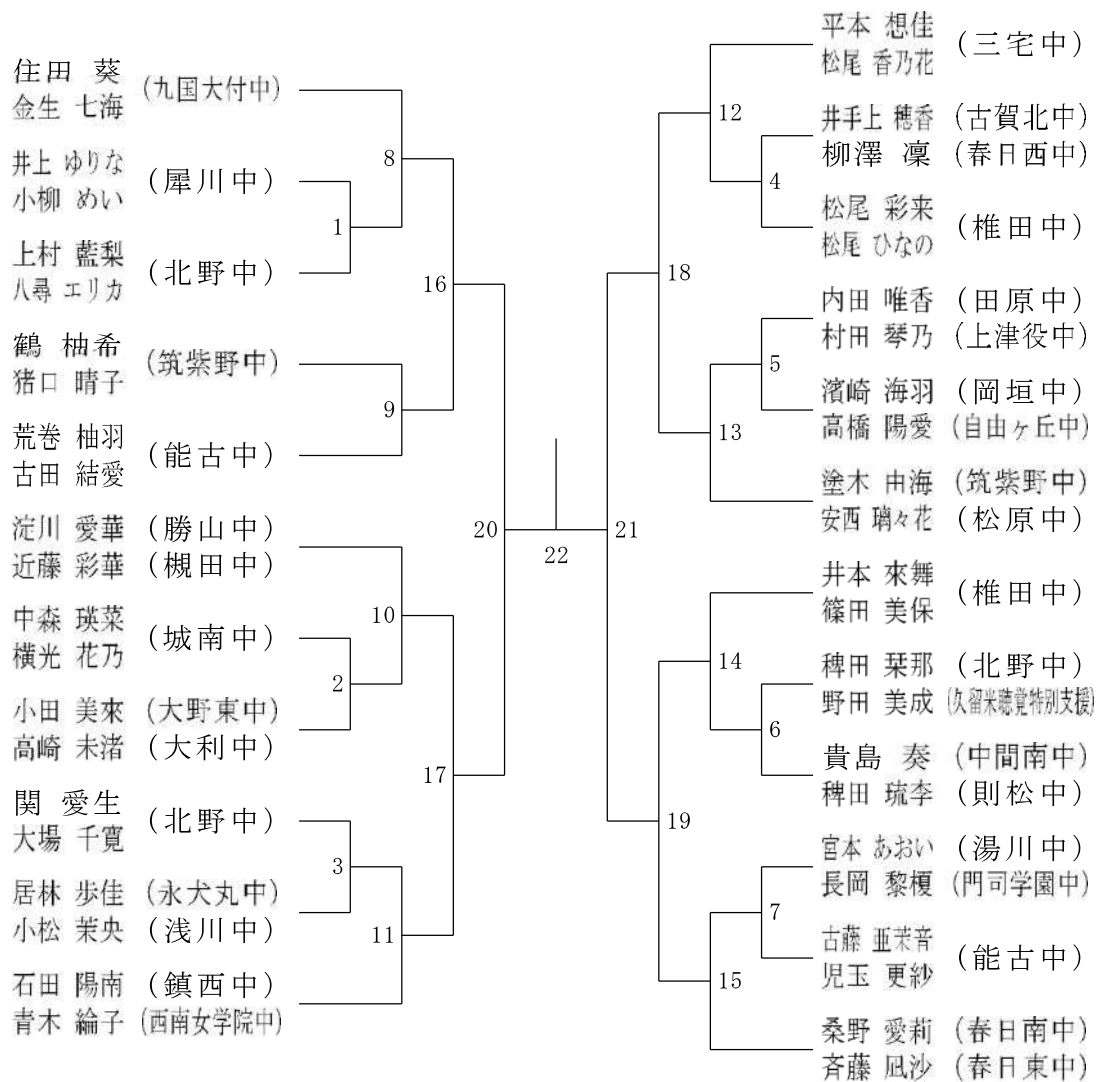 住田 葵 (九国大付中)
金生 七海
井上 ゆりな (犀川中)
小柳 めい
上村 藍梨 (北野中)
八尋 エリカ
鶴 柚希 (筑紫野中)
猪口 晴子
荒巻 柚羽 (能古中)
古田 結愛
淀川 愛華 (勝山中)
近藤 彩華 (槻田中)
中森 瑛菜 (城南中)
横光 花乃
小田 美來 (大野東中)
高崎 未渚 (大利中)
関 愛生 (北野中)
大場 千寛
居林 歩佳 (永犬丸中)
小松 茉央 (浅川中)
石田 陽南 (鎮西中)
青木 綸子 (西南女学院中)
8
1
16
9
10
2
17
3
11
20
22
21
12
4
18
5
13
14
6
19
7
15
平本 想佳 (三宅中)
松尾 香乃花
井手上 穂香 (古賀北中)
柳澤 凜 (春日西中)
松尾 彩来 (椎田中)
松尾 ひなの
内田 唯香 (田原中)
村田 琴乃 (上津役中)
濱崎 海羽 (岡垣中)
高橋 陽愛 (自由ヶ丘中)
塗木 由海 (筑紫野中)
安西 璃々花 (松原中)
井本 來舞 (椎田中)
篠田 美保
稗田 栞那 (北野中)
野田 美成 (久留米聴覚特別支援)
貴島 奏 (中間南中)
稗田 琉李 (則松中)
宮本 あおい (湯川中)
長岡 黎榎 (門司学園中)
古藤 亜茉音 (能古中)
児玉 更紗
桑野 愛莉 (春日南中)
斉藤 凪沙 (春日東中)